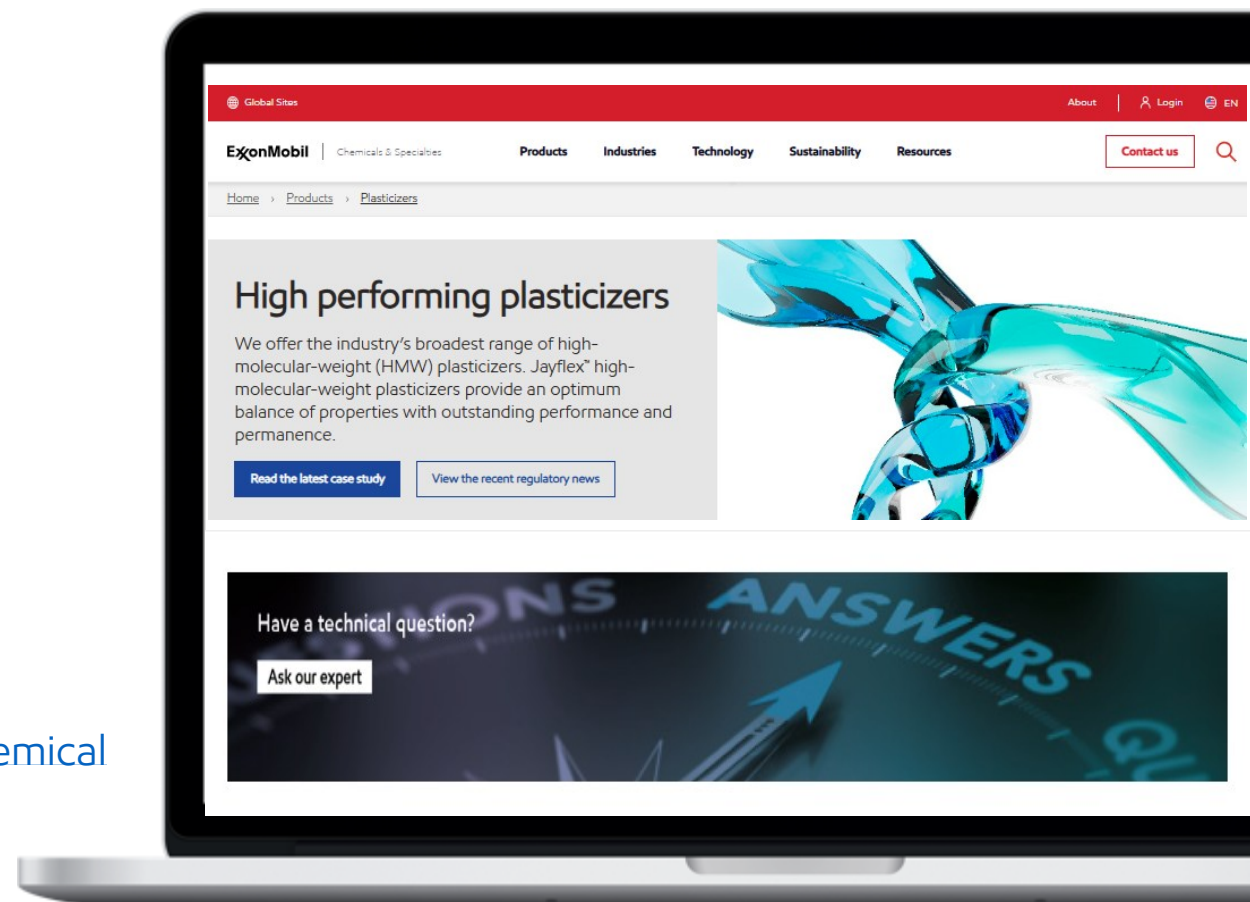 Global Sites
About | Login EN
ExxonMobil | Chemicals & Specialties Products Industries Technology Sustainability Resources Contact us
Home › Products › Plasticizers
High performing plasticizers
We offer the industry's broadest range of high-
molecular-weight (HMW) plasticizers. Jayflex™ high-
molecular-weight plasticizers provide an optimum
balance of properties with outstanding performance and
permanence.
Read the latest case study View the recent regulatory news
QUESTIONS ANSWERS
Have a technical question?
Ask our expert
emical